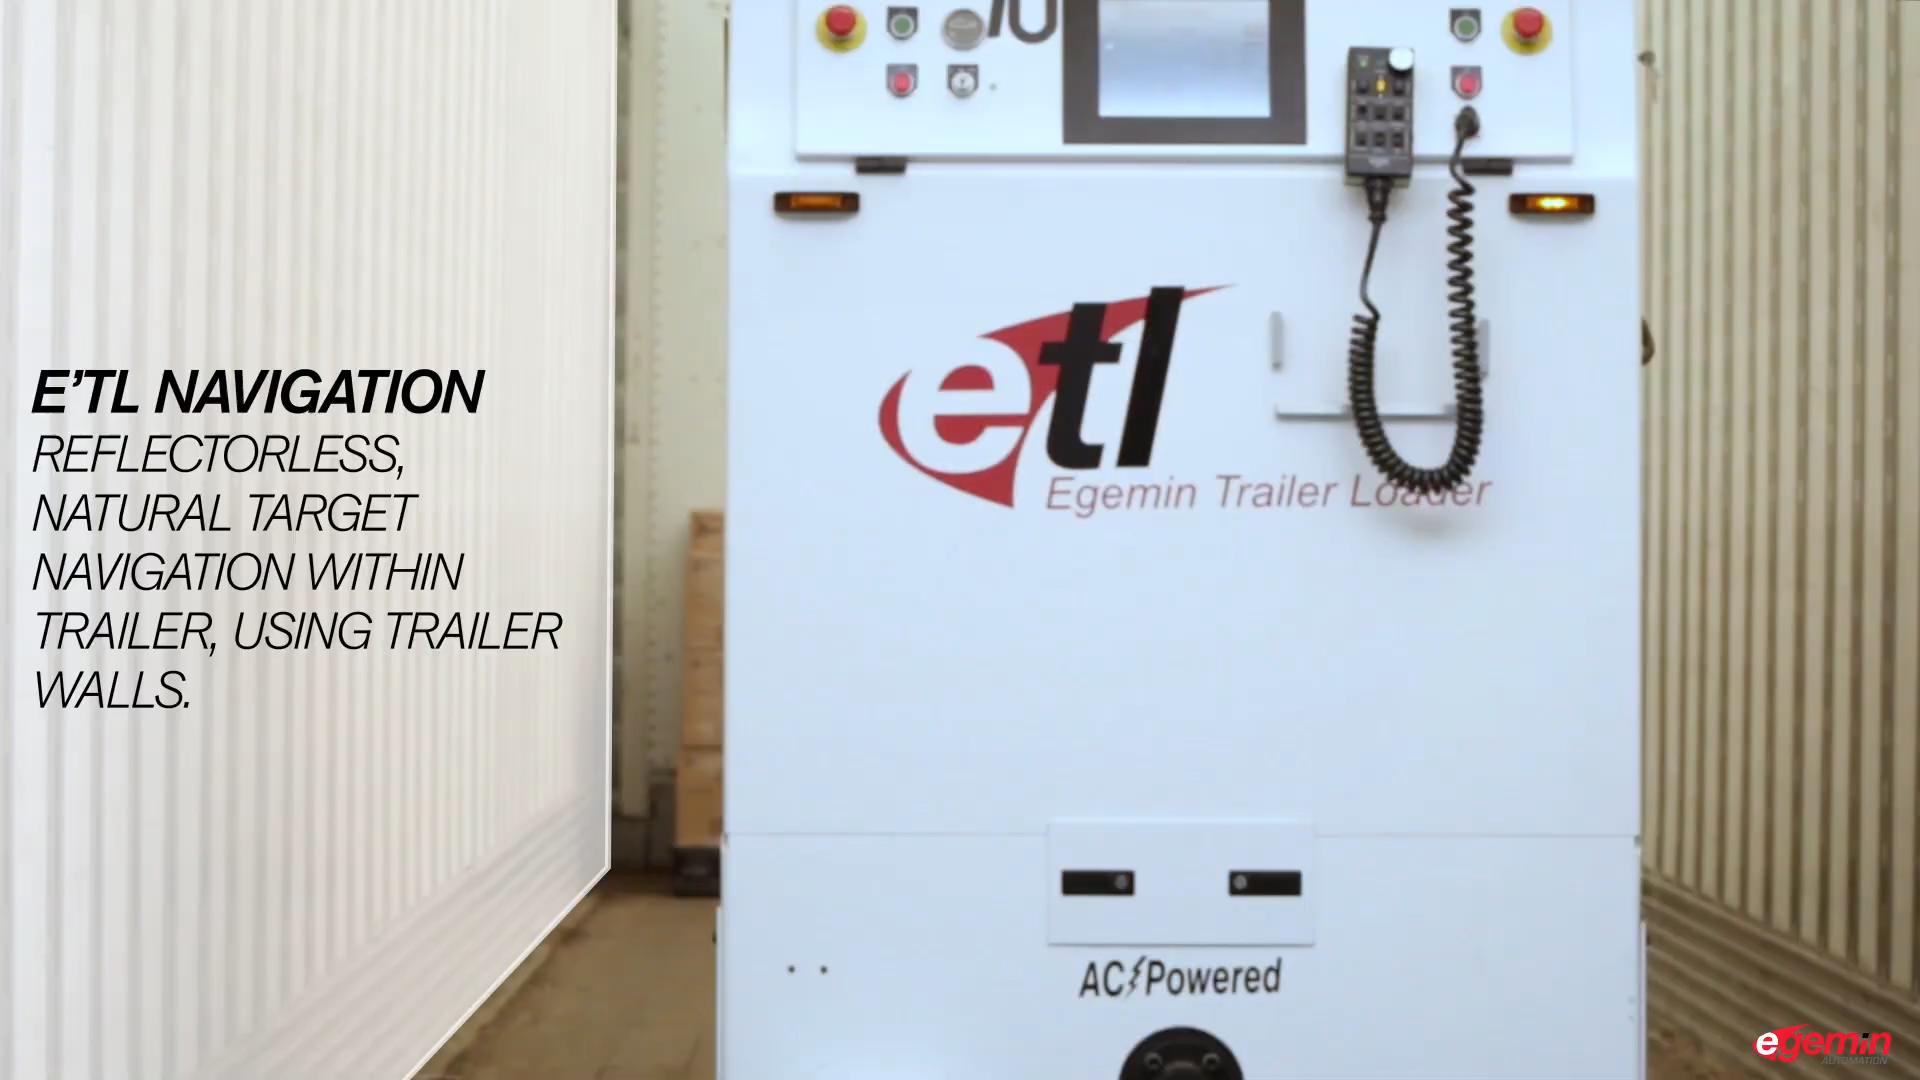 E'TL NAVIGATION
REFLECTORLESS,
NATURAL TARGET
NAVIGATION WITHIN
TRAILER, USING TRAILER
WALLS.
10
etl
Egemin Trailer Loader
AC Powered
egemin
AUTOMATION